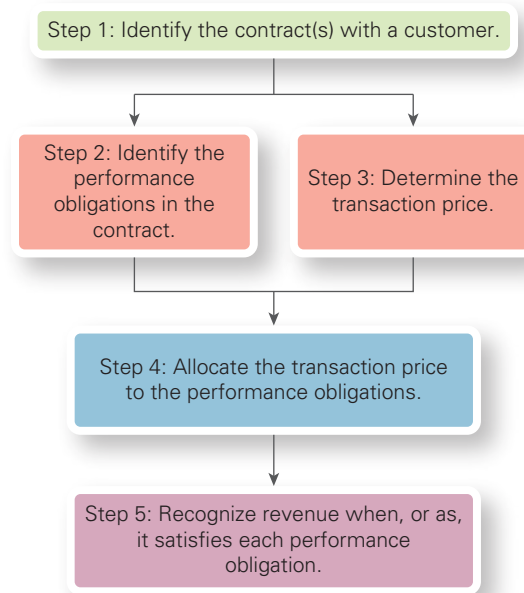 Step 1: Identify the contract(s) with a customer.
Step 2: Identify the
performance
obligations in the
contract.
Step 3: Determine the
transaction price.
Step 4: Allocate the transaction price
to the performance obligations.
Step 5: Recognize revenue when, or as,
it satisfies each performance
obligation.